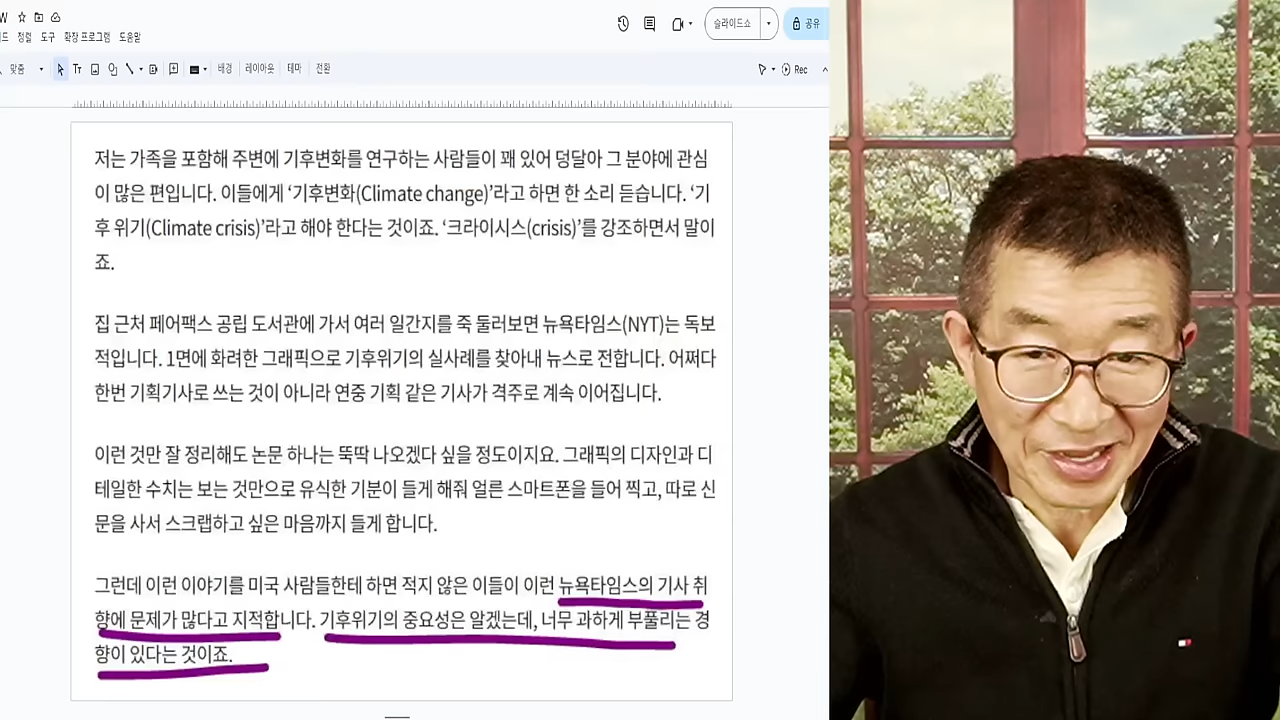 W
드 정렬 도구 확장 프로그램 도움말
슬라이드쇼
공유
맞춤
Tт
배경 레이아웃 테마 전환
Rec
저는 가족을 포함해 주변에 기후변화를 연구하는 사람들이 꽤 있어 덩달아 그 분야에 관심
이 많은 편입니다. 이들에게 ‘기후변화(Climate change)’라고 하면 한 소리 듣습니다. ‘기
후 위기(Climate crisis)’라고 해야 한다는 것이죠. ‘크라이시스(crisis)’를 강조하면서 말이
죠.
집 근처 페어팩스 공립 도서관에 가서 여러 일간지를 죽 둘러보면 뉴욕타임스(NYT)는 독보
적입니다. 1면에 화려한 그래픽으로 기후위기의 실사례를 찾아내 뉴스로 전합니다. 어쩌다
한번 기획기사로 쓰는 것이 아니라 연중 기획 같은 기사가 격주로 계속 이어집니다.
이런 것만 잘 정리해도 논문 하나는 뚝딱 나오겠다 싶을 정도이지요. 그래픽의 디자인과 디
테일한 수치는 보는 것만으로 유식한 기분이 들게 해줘 얼른 스마트폰을 들어 찍고, 따로 신
문을 사서 스크랩하고 싶은 마음까지 들게 합니다.
그런데 이런 이야기를 미국 사람들한테 하면 적지 않은 이들이 이런 뉴욕타임스의 기사 취
향에 문제가 많다고 지적합니다. 기후위기의 중요성은 알겠는데, 너무 과하게 부풀리는 경
향이 있다는 것이죠.